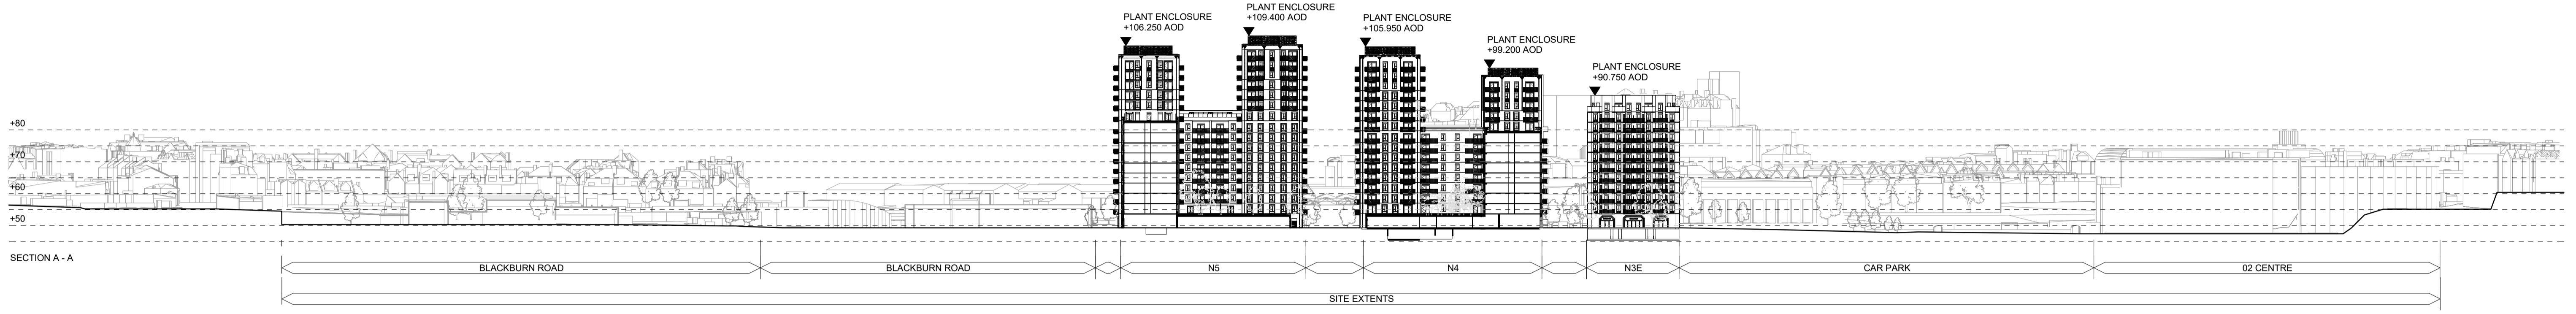 PLANT ENCLOSURE
+106.250 AOD
PLANT ENCLOSURE
+109.400 AOD
PLANT ENCLOSURE
+105.950 AOD
PLANT ENCLOSURE
+99.200 AOD
PLANT ENCLOSURE
+90.750 AOD
+80
+70
+60
+50
SECTION A - A
BLACKBURN ROAD
BLACKBURN ROAD
N5
N4
N3E
CAR PARK
02 CENTRE
SITE EXTENTS